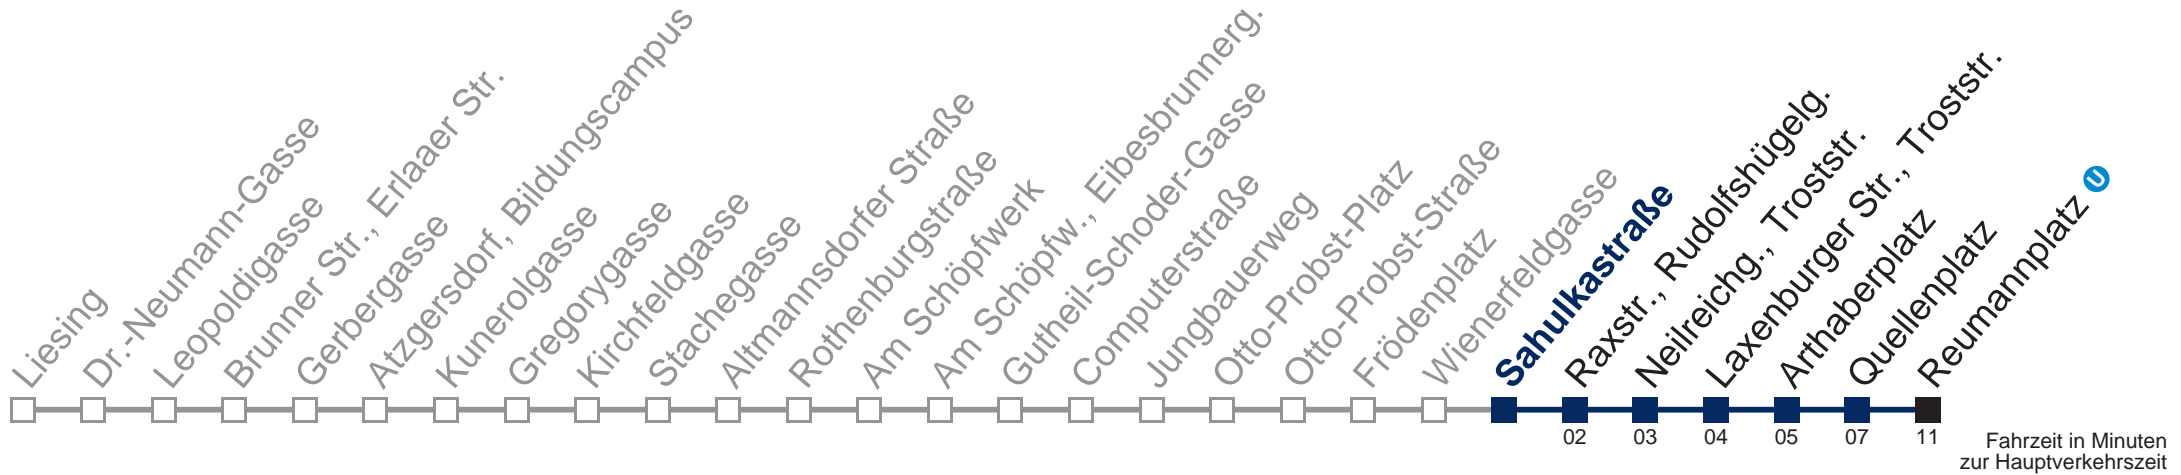 Liesing
Dr.-Neumann-Gasse
Leopoldigasse
Brunner Str., Erlaaer Str.
Gerbergasse
Atzgersdorf, Bildungscampus
Kunerolgasse
Gregorygasse
Kirchfeldgasse
Stachegasse
Altmannsdorfer Straße
Rothenburgstraße
Am Schöpfwerk
Am Schöpfw., Eibesbrunnerg.
Gutheil-Schoder-Gasse
Computerstraße
Jungbauerweg
Otto-Probst-Platz
Otto-Probst-Straße
Frödenplatz
Wienerfeldgasse
Sahulkastraße
Raxstr., Rudolfshügelg.
Neilreichg., Troststr.
Laxenburger Str., Troststr.
Arthaberplatz
Quellenplatz
Reumannplatz U
02 03 04 05 07 11
Fahrzeit in Minuten
zur Hauptverkehrszeit